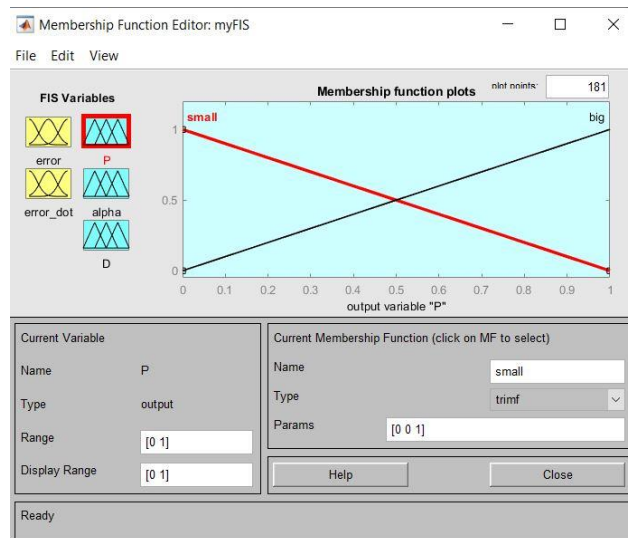 Membership Function Editor: myFIS
File Edit View
FIS Variables
error
P
error_dot
alpha
D
Membership function plots
plot points:
181
small
big
1
0.5
0
0 0.1 0.2 0.3 0.4 0.5 0.6 0.7 0.8 0.9 1
output variable "P"
Current Variable
Name P
Type output
Range [0 1]
Display Range [0 1]
Current Membership Function (click on MF to select)
Name small
Type trimf
Params [0 0 1]
Help Close
Ready